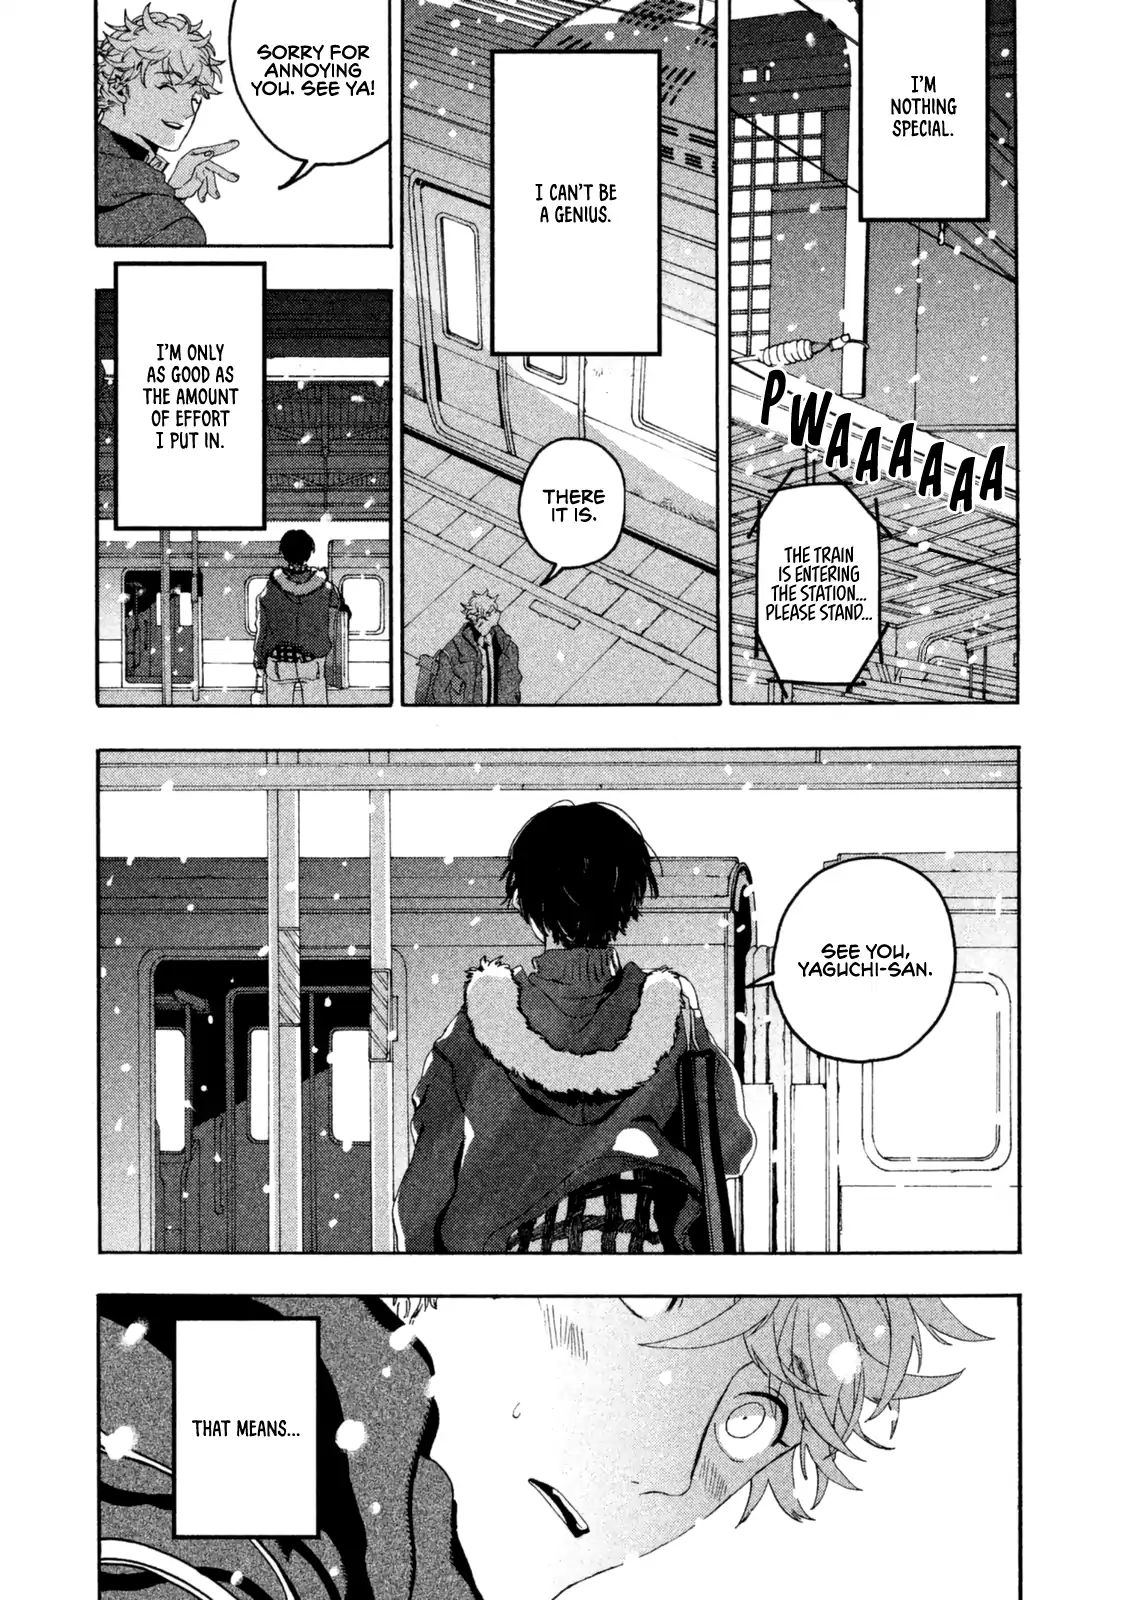 I'M
NOTHING
SPECIAL.
PWAAAAAAA
THE TRAIN
IS ENTERING
THE STATION...
PLEASE STAND...
I CAN'T BE
A GENIUS.
THERE
IT IS.
SORRY FOR
ANNOYING
YOU. SEE YA!
I'M ONLY
AS GOOD AS
THE AMOUNT
OF EFFORT
I PUT IN.
SEE YOU,
YAGUCHI-SAN.
THAT MEANS...